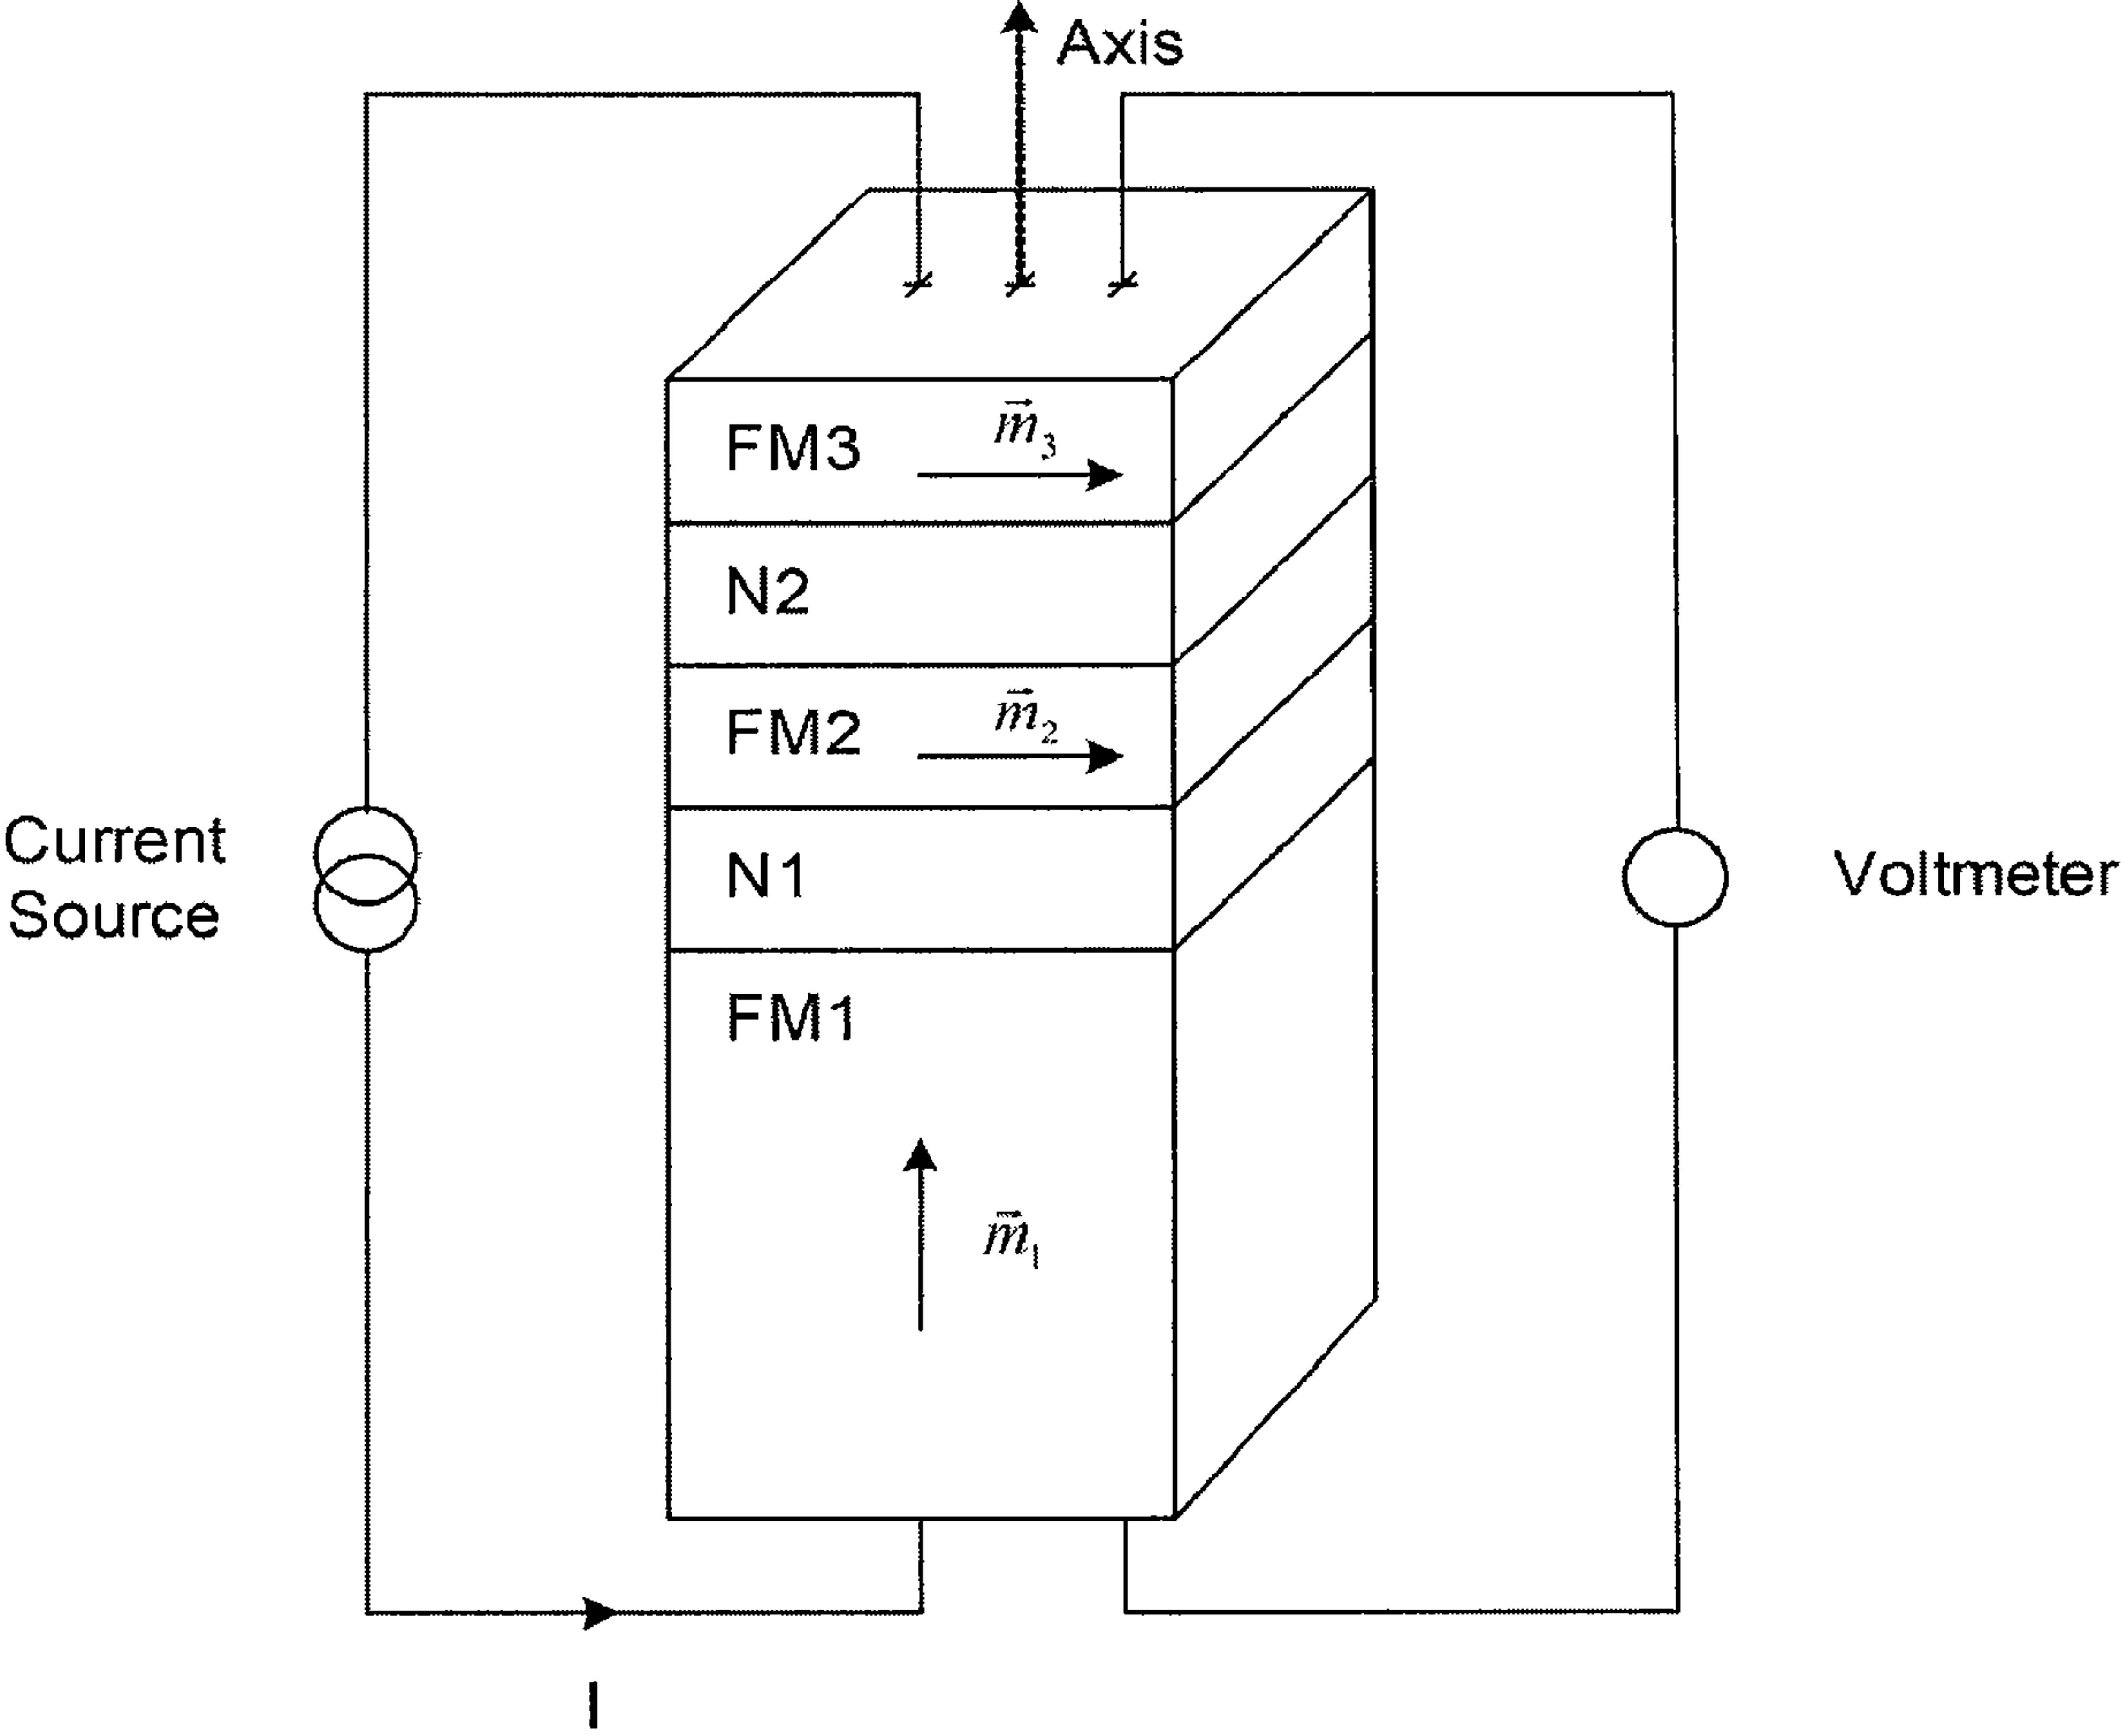 Axis
FM3
m⃗₃
N2
FM2
m⃗₂
Current
Source
N1
Voltmeter
FM1
m⃗₁
I